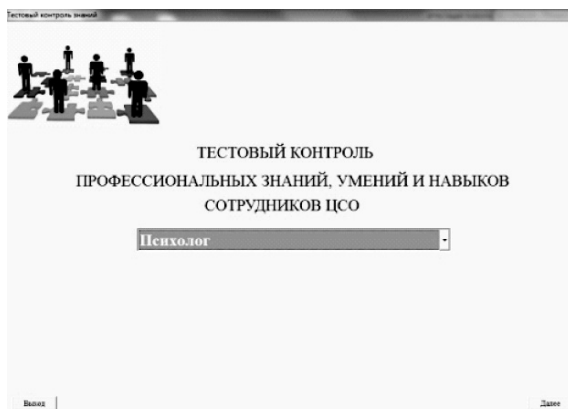 Тестовый контроль знаний
ТЕСТОВЫЙ КОНТРОЛЬ
ПРОФЕССИОНАЛЬНЫХ ЗНАНИЙ, УМЕНИЙ И НАВЫКОВ
СОТРУДНИКОВ ЦСО
Психолог
Выход
Далее